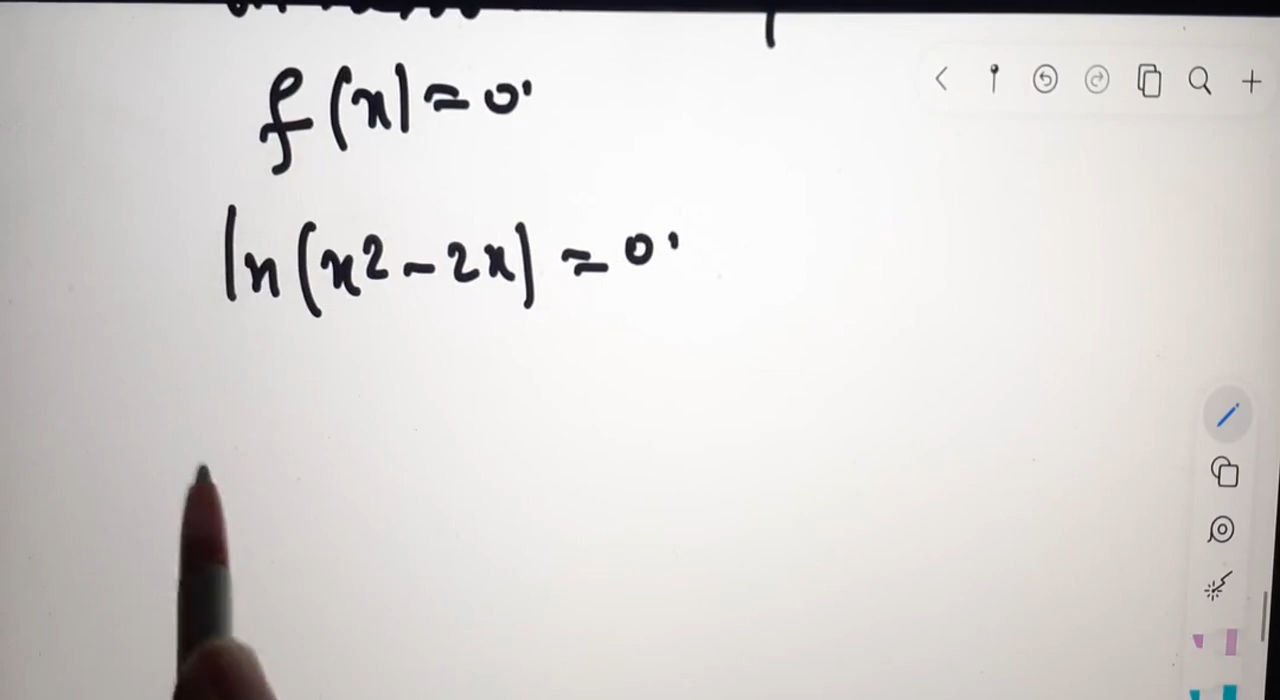 f(x) = 0.
ln(x2-2x) = 0.